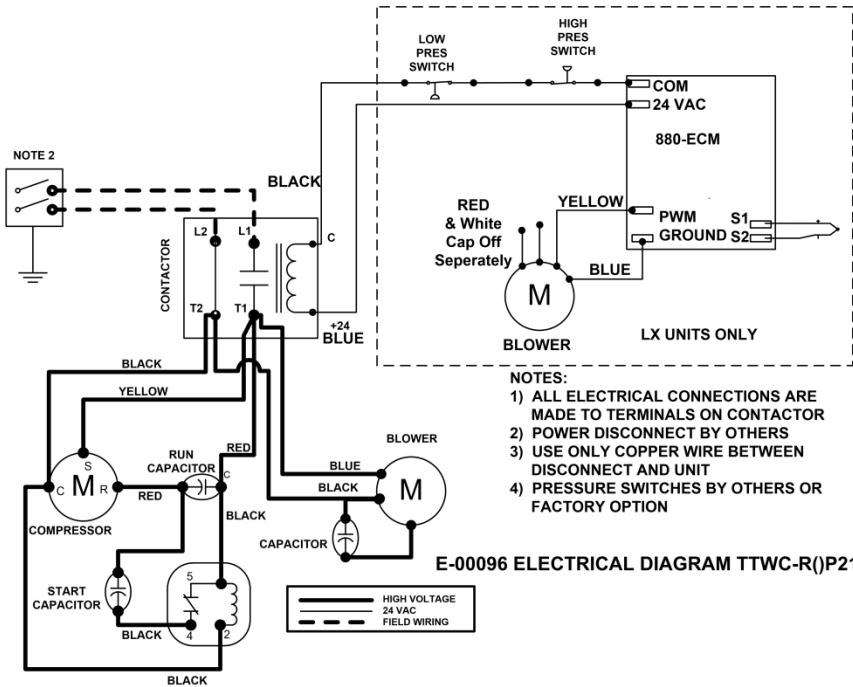 HIGH
PRES
SWITCH
LOW
PRES
SWITCH
COM
24 VAC
880-ECM
NOTE 2
BLACK
RED
& White
Cap Off
Seperately
YELLOW
PWM
GROUND
S1
S2
BLUE
M
BLOWER
LX UNITS ONLY
CONTACTOR
L2
L1
C
T2
T1
+24
BLUE
BLACK
YELLOW
NOTES:
1) ALL ELECTRICAL CONNECTIONS ARE
MADE TO TERMINALS ON CONTACTOR
2) POWER DISCONNECT BY OTHERS
3) USE ONLY COPPER WIRE BETWEEN
DISCONNECT AND UNIT
4) PRESSURE SWITCHES BY OTHERS OR
FACTORY OPTION
RUN
CAPACITOR
C
RED
BLOWER
BLUE
BLACK
M
S
C
M
R
RED
COMPRESSOR
BLACK
CAPACITOR
E-00096 ELECTRICAL DIAGRAM TTWC-R()P21
START
CAPACITOR
5
4
2
BLACK
BLACK
HIGH VOLTAGE
24 VAC
FIELD WIRING